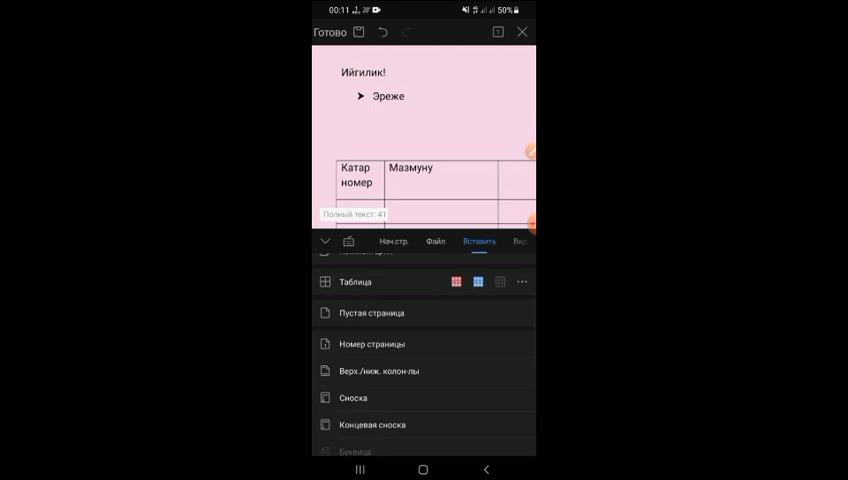 00:11 50%
Готово 1
Ийгилик!
Эреже
Катар Мазмуну
номер
Полный текст: 41
Нач.стр. Файл Вставить Вид
Таблица
Пустая страница
Номер страницы
Верх./ниж. колон-лы
Сноска
Концевая сноска
Буквица